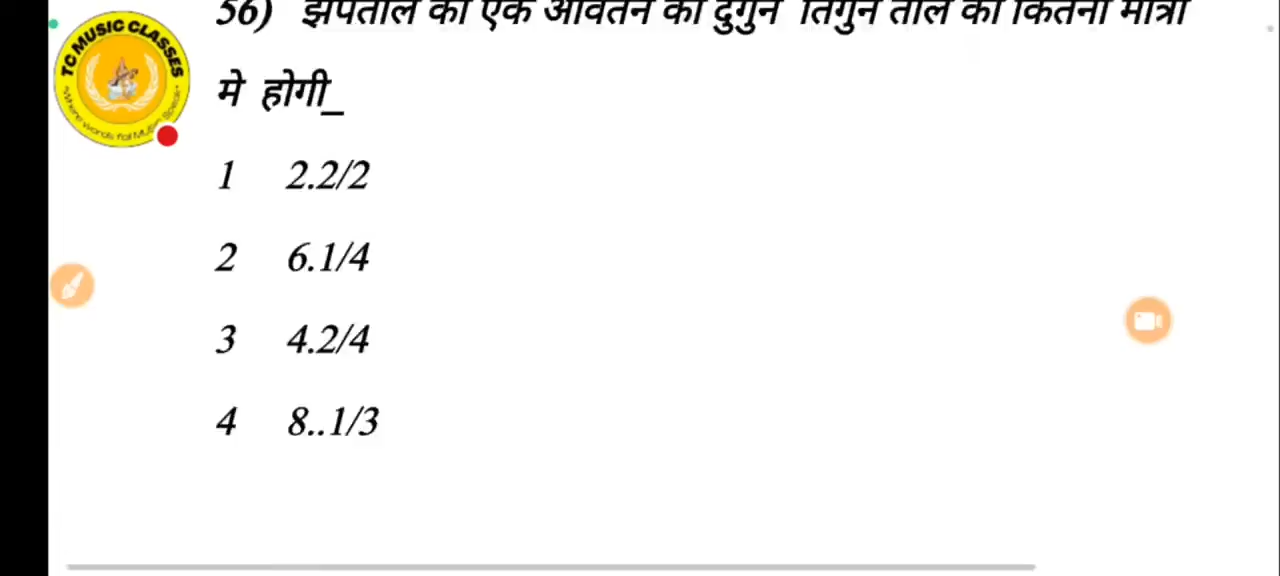 56) झपताल की एक आवर्तन की दुगुन तिगुन ताल की कितनी मात्रा
TC MUSIC CLASSES
मे होगी_
1 2.2/2
2 6.1/4
3 4.2/4
4 8..1/3